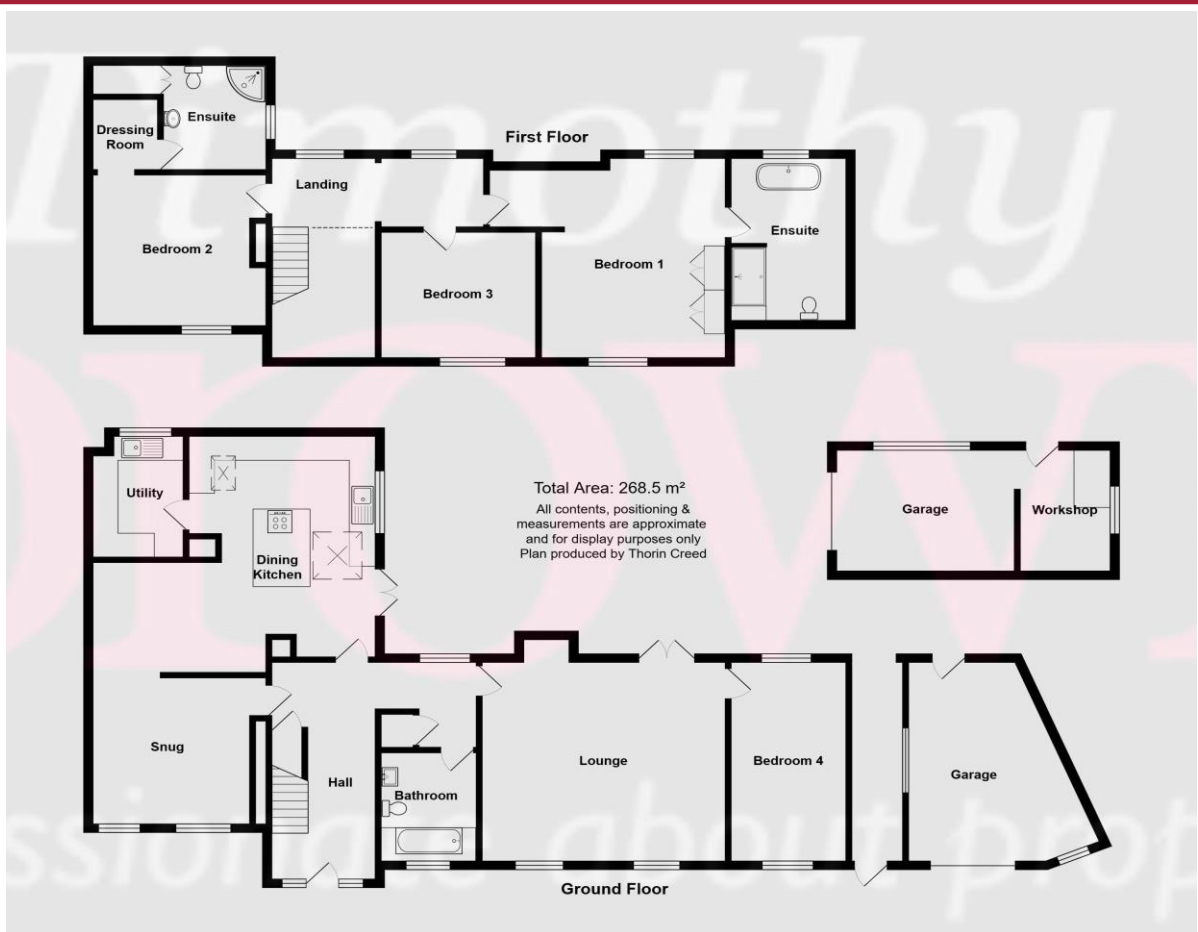 Timothy
First Floor
Ensuite
Dressing
Room
Landing
Bedroom 2
Bedroom 3
Bedroom 1
Ensuite
Utility
Dining
Kitchen
Total Area: 268.5 m²
All contents, positioning &
measurements are approximate
and for display purposes only
Plan produced by Thorin Creed
Garage
Workshop
Snug
Hall
Bathroom
Lounge
Bedroom 4
Garage
Ground Floor
about